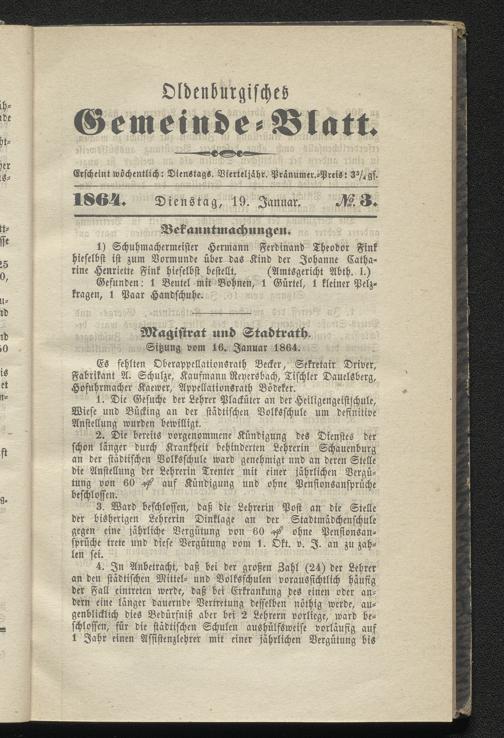 Oldenburgisches
Gemeinde-Blatt.
Erscheint wöchentlich: Dienstags. Vierteljähr. Pränumer.-Preis: 3¾ gs.
1864. Dienstag, 19. Januar. № 3.
Bekanntmachungen.
1) Schuhmachermeister Hermann Ferdinand Theodor Fink
hieselbst ist zum Vormunde über das Kind der Johanne Catha-
rine Henriette Fink hieselbst bestellt. (Amtsgericht Abth. I.)
Gefunden: 1 Beutel mit Bohnen, 1 Gürtel, 1 kleiner Pelz-
kragen, 1 Paar Handschuhe.
Magistrat und Stadtrath.
Sitzung vom 16. Januar 1864.
Es fehlten Oberappellationsrath Becker, Sekretair Driver,
Fabrikant A. Schulze, Kaufmann Reyersbach, Tischler Dauelsberg,
Hofuhrmacher Kaewer, Appellationsrath Bödeker.
1. Die Gesuche der Lehrer Plackûter an der Heiligengeistschule,
Wiese und Bücking an der städtischen Volksschule um definitive
Anstellung wurden bewilligt.
2. Die bereits vorgenommene Kündigung des Dienstes der
schon länger durch Krankheit behinderten Lehrerin Schauenburg
an der städtischen Volksschule ward genehmigt und an deren Stelle
die Anstellung der Lehrerin Trenter mit einer jährlichen Vergü-
tung von 60 ₰ auf Kündigung und ohne Pensionsansprüche
beschlossen.
3. Ward beschlossen, daß die Lehrerin Post an die Stelle
der bisherigen Lehrerin Dinklage an der Stadtmädchenschule
gegen eine jährliche Vergütung von 60 ₰ ohne Pensionsan-
sprüche trete und diese Vergütung vom 1. Okt. v. J. an zu zah-
len sei.
4. In Anbetracht, daß bei der großen Zahl (24) der Lehrer
an den städtischen Mittel- und Volksschulen voraussichtlich häufig
der Fall eintreten werde, daß bei Erkrankung des einen oder an-
dern eine länger dauernde Vertretung desselben nöthig werde, au-
genblicklich dies Bedürfniß aber bei 2 Lehrern vorliege, ward be-
schlossen, für die städtischen Schulen aushülfsweise vorläufig auf
1 Jahr einen Assistenzlehrer mit einer jährlichen Vergütung bis